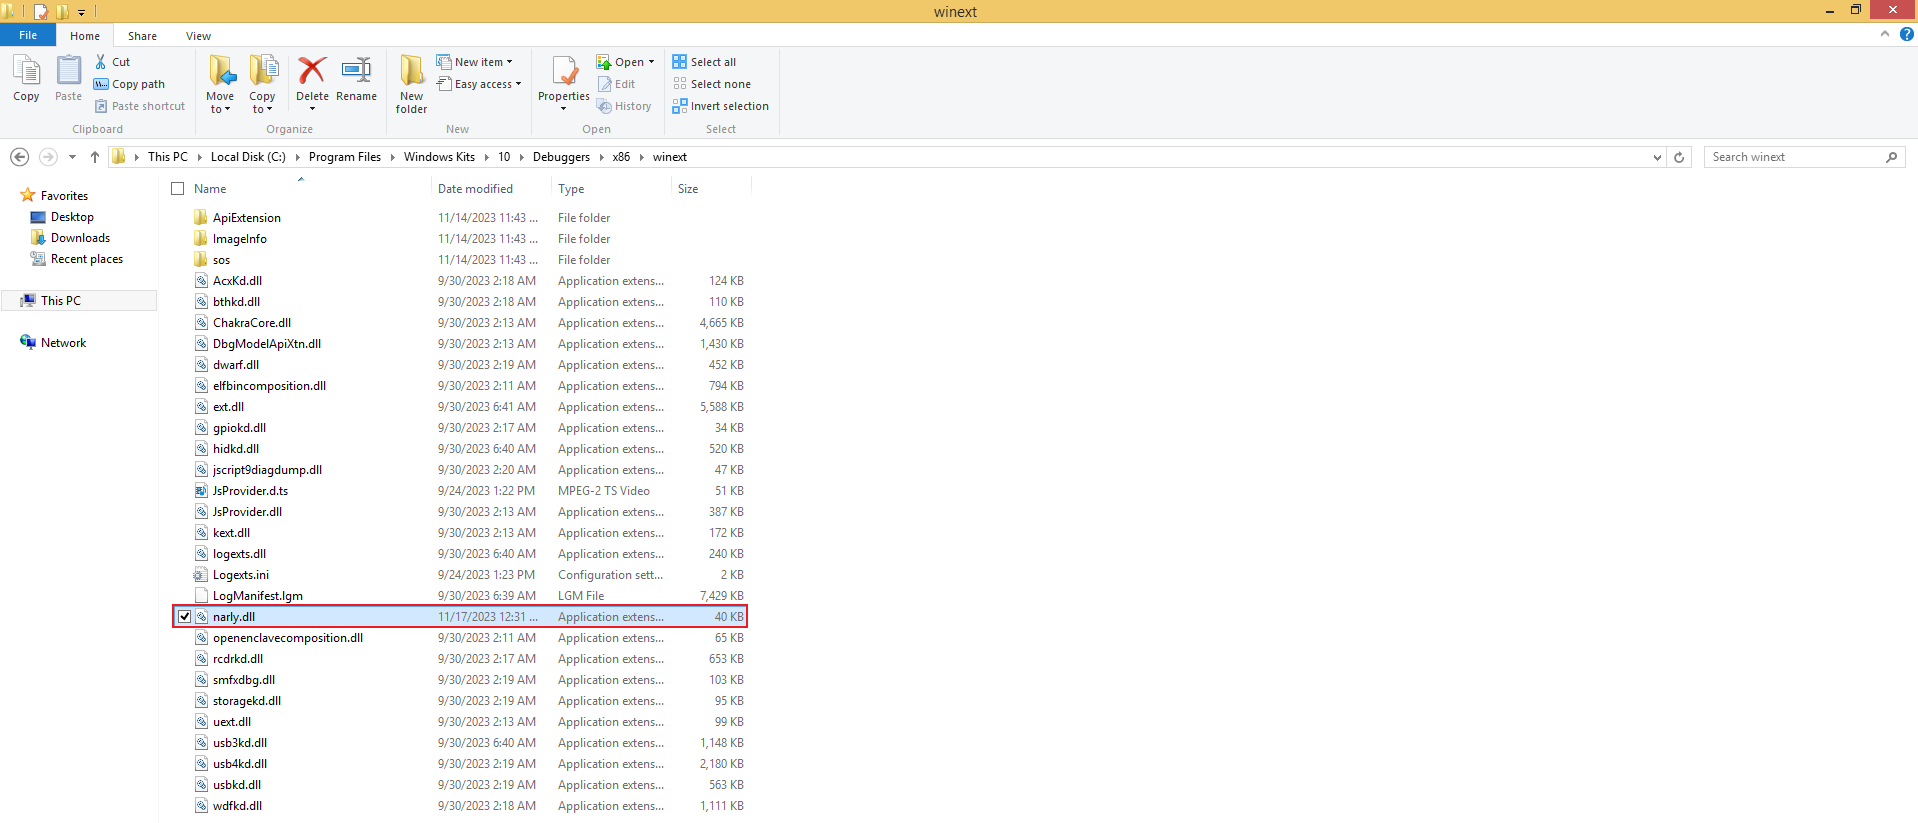 winext
File
Home
Share
View
Copy
Paste
Cut
Copy path
Paste shortcut
Clipboard
Move to
Copy to
Delete
Rename
Organize
New folder
New item
Easy access
New
Properties
Open
Edit
History
Open
Select all
Select none
Invert selection
Select
This PC
Local Disk (C:)
Program Files
Windows Kits
10
Debuggers
x86
winext
Search winext
Favorites
Desktop
Downloads
Recent places
This PC
Network
Name Date modified Type Size
ApiExtension 11/14/2023 11:43 ... File folder
ImageInfo 11/14/2023 11:43 ... File folder
sos 11/14/2023 11:43 ... File folder
AcxKd.dll 9/30/2023 2:18 AM Application extens... 124 KB
bthkd.dll 9/30/2023 2:18 AM Application extens... 110 KB
ChakraCore.dll 9/30/2023 2:13 AM Application extens... 4,665 KB
DbgModelApiXtn.dll 9/30/2023 2:13 AM Application extens... 1,430 KB
dwarf.dll 9/30/2023 2:19 AM Application extens... 452 KB
elfbincomposition.dll 9/30/2023 2:11 AM Application extens... 794 KB
ext.dll 9/30/2023 6:41 AM Application extens... 5,588 KB
gpiokd.dll 9/30/2023 2:17 AM Application extens... 34 KB
hidkd.dll 9/30/2023 6:40 AM Application extens... 520 KB
jscript9diagdump.dll 9/30/2023 2:20 AM Application extens... 47 KB
JsProvider.d.ts 9/24/2023 1:22 PM MPEG-2 TS Video 51 KB
JsProvider.dll 9/30/2023 2:13 AM Application extens... 387 KB
kext.dll 9/30/2023 2:13 AM Application extens... 172 KB
logexts.dll 9/30/2023 6:40 AM Application extens... 240 KB
Logexts.ini 9/24/2023 1:23 PM Configuration sett... 2 KB
LogManifest.lgm 9/30/2023 6:39 AM LGM File 7,429 KB
narly.dll 11/17/2023 12:31 ... Application extens... 40 KB
openenclavecomposition.dll 9/30/2023 2:11 AM Application extens... 65 KB
rcdrkd.dll 9/30/2023 2:17 AM Application extens... 653 KB
smfxdbg.dll 9/30/2023 2:19 AM Application extens... 103 KB
storagekd.dll 9/30/2023 2:19 AM Application extens... 95 KB
uext.dll 9/30/2023 2:13 AM Application extens... 99 KB
usb3kd.dll 9/30/2023 6:40 AM Application extens... 1,148 KB
usb4kd.dll 9/30/2023 2:19 AM Application extens... 2,180 KB
usbkd.dll 9/30/2023 2:19 AM Application extens... 563 KB
wdfkd.dll 9/30/2023 2:18 AM Application extens... 1,111 KB